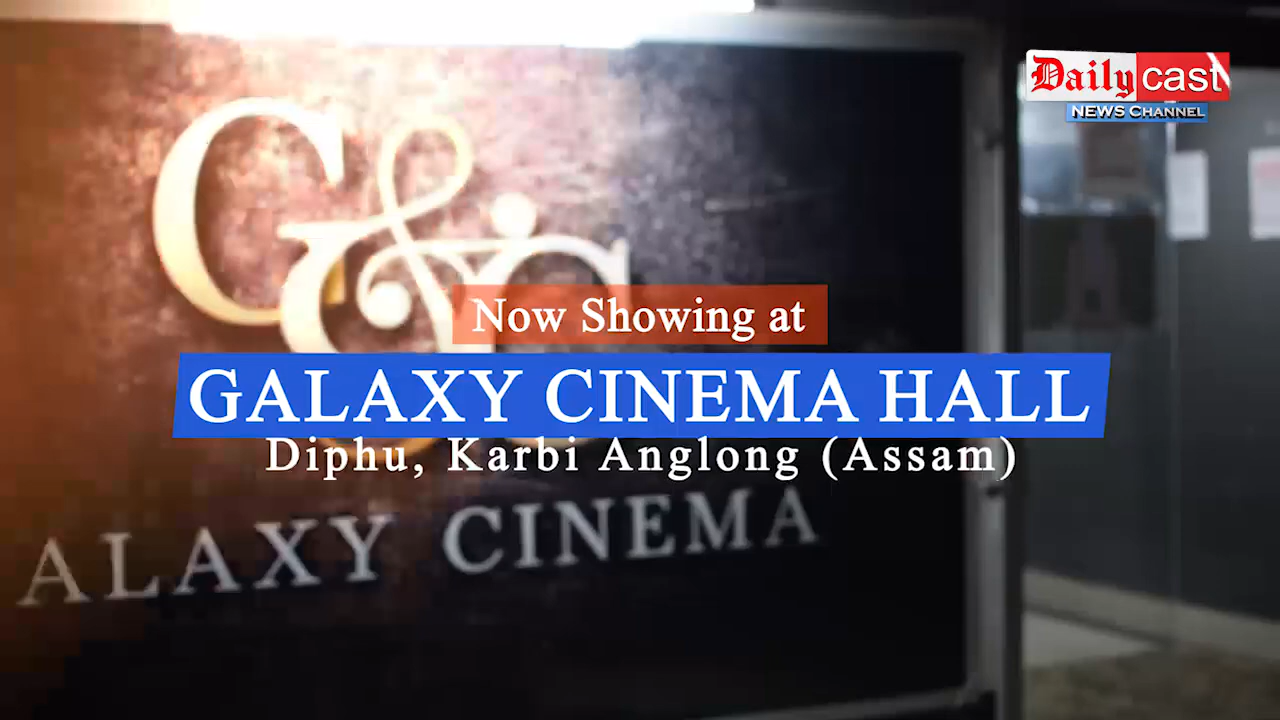 Daily cast
NEWS CHANNEL
G&C
Now Showing at
GALAXY CINEMA HALL
Diphu, Karbi Anglong (Assam)
ALAXY CINEMA